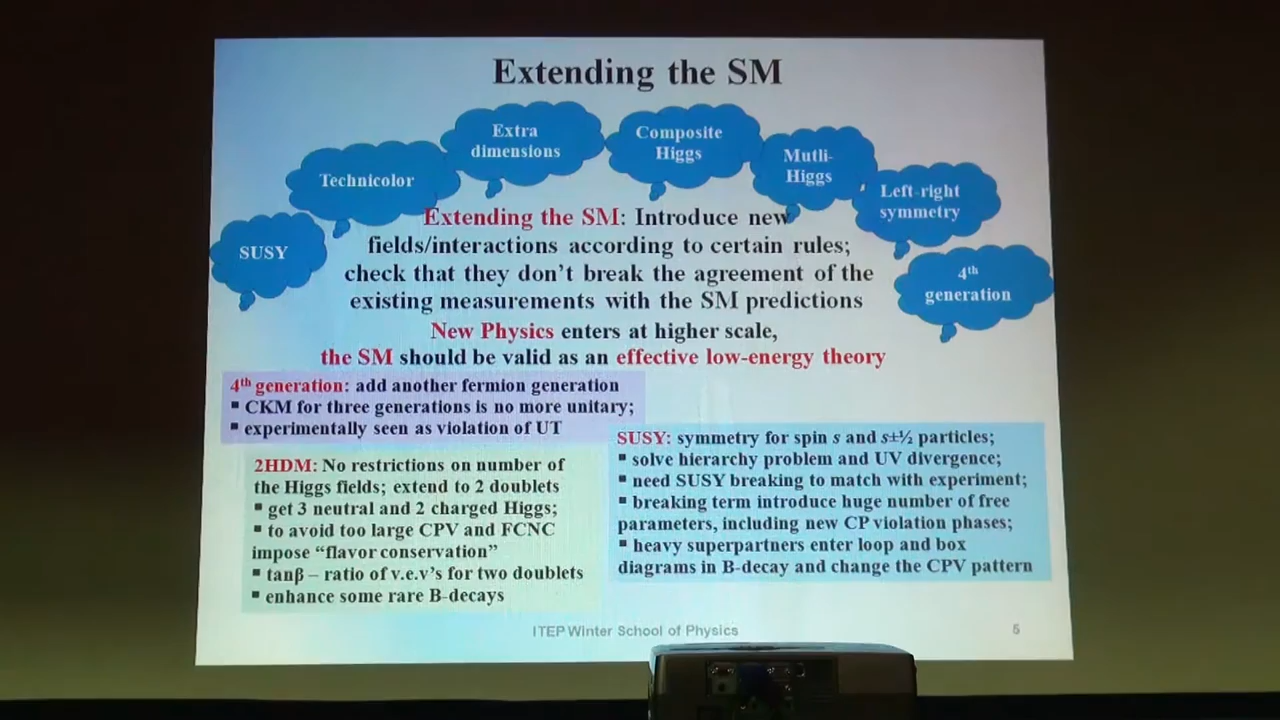 Extending the SM
SUSY
Technicolor
Extra
dimensions
Composite
Higgs
Mutli-
Higgs
Left-right
symmetry
4th
generation
Extending the SM: Introduce new
fields/interactions according to certain rules;
check that they don't break the agreement of the
existing measurements with the SM predictions
New Physics enters at higher scale,
the SM should be valid as an effective low-energy theory
4th generation: add another fermion generation
▪ CKM for three generations is no more unitary;
▪ experimentally seen as violation of UT
2HDM: No restrictions on number of
the Higgs fields; extend to 2 doublets
▪ get 3 neutral and 2 charged Higgs;
▪ to avoid too large CPV and FCNC
impose “flavor conservation”
▪ tanβ – ratio of v.e.v's for two doublets
▪ enhance some rare B-decays
SUSY: symmetry for spin s and s±½ particles;
▪ solve hierarchy problem and UV divergence;
▪ need SUSY breaking to match with experiment;
▪ breaking term introduce huge number of free
parameters, including new CP violation phases;
▪ heavy superpartners enter loop and box
diagrams in B-decay and change the CPV pattern
ITEP Winter School of Physics
5